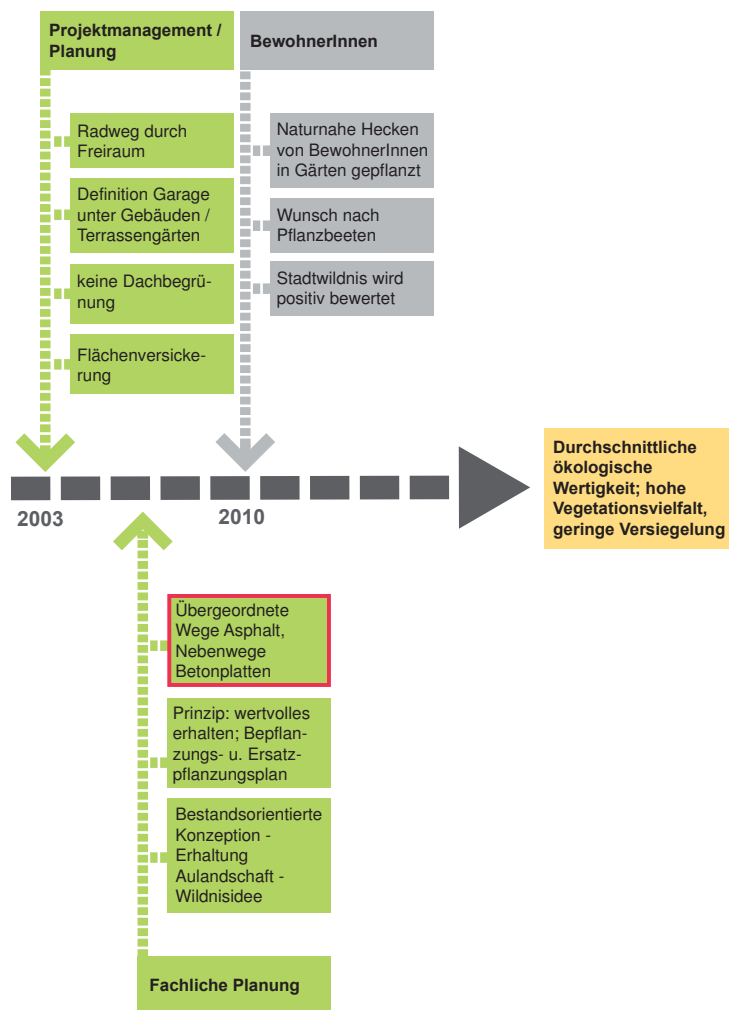 Projektmanagement /
Planung
BewohnerInnen
Radweg durch
Freiraum
Definition Garage
unter Gebäuden /
Terrassengärten
keine Dachbegrü-
nung
Flächenversicke-
rung
Naturnahe Hecken
von BewohnerInnen
in Gärten gepflanzt
Wunsch nach
Pflanzbeeten
Stadtwildnis wird
positiv bewertet
2003
2010
Durchschnittliche
ökologische
Wertigkeit; hohe
Vegetationsvielfalt,
geringe Versiegelung
Übergeordnete
Wege Asphalt,
Nebenwege
Betonplatten
Prinzip: wertvolles
erhalten; Bepflan-
zungs- u. Ersatz-
pflanzungsplan
Bestandsorientierte
Konzeption -
Erhaltung
Aulandschaft -
Wildnisidee
Fachliche Planung